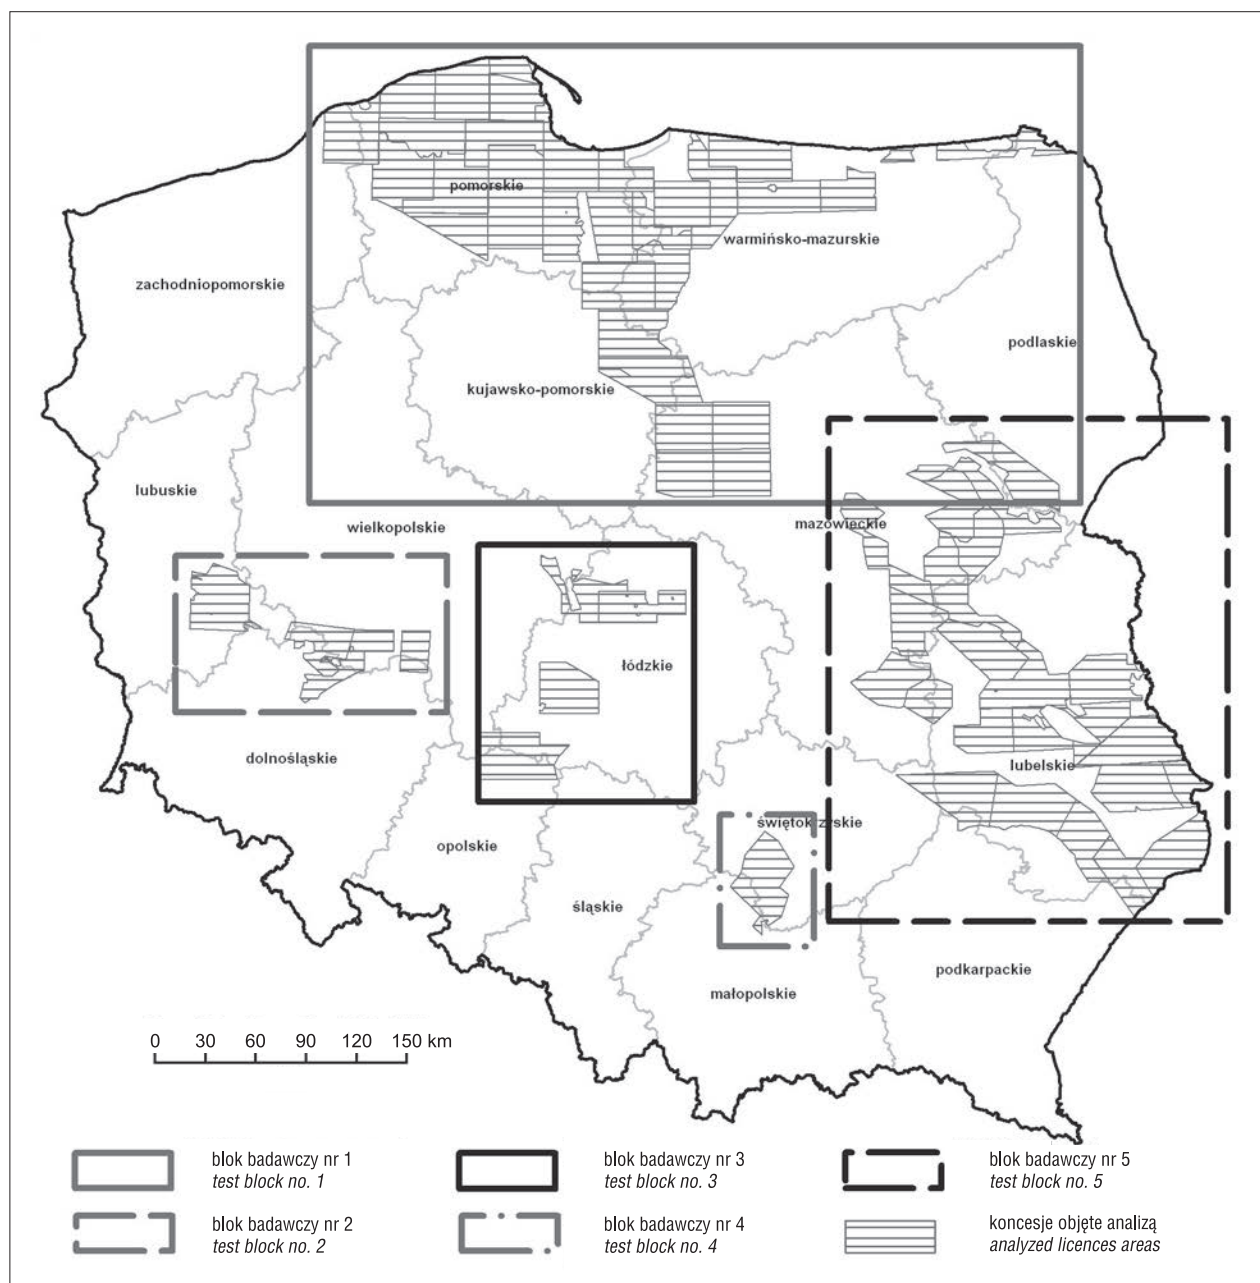 pomorskie
warmińsko-mazurskie
zachodniopomorskie
podlaskie
kujawsko-pomorskie
lubuskie
wielkopolskie
mazowieckie
łódzkie
dolnośląskie
lubelskie
świętokrzyskie
opolskie
śląskie
podkarpackie
małopolskie
0 30 60 90 120 150 km
blok badawczy nr 1
test block no. 1
blok badawczy nr 3
test block no. 3
blok badawczy nr 5
test block no. 5
blok badawczy nr 2
test block no. 2
blok badawczy nr 4
test block no. 4
koncesje objęte analizą
analyzed licences areas